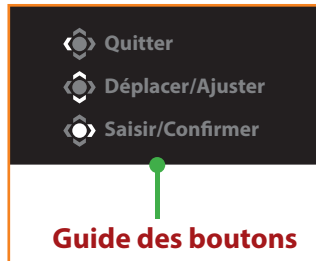 Quitter
Déplacer/Ajuster
Saisir/Confirmer
Guide des boutons